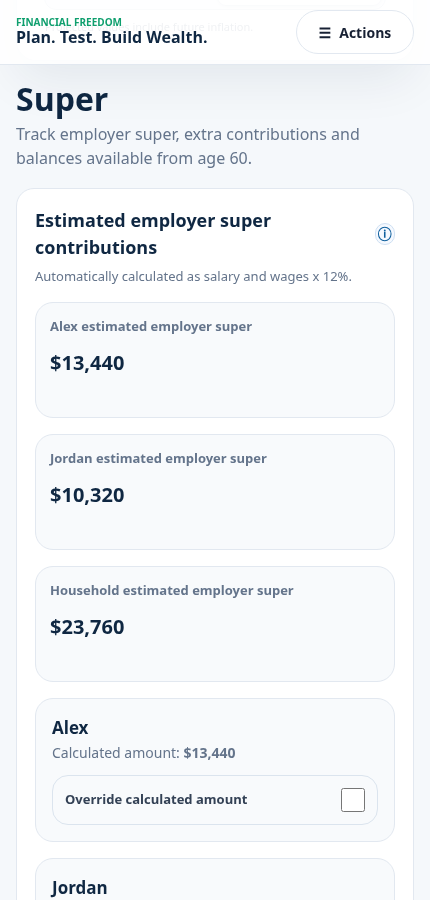 FINANCIAL FREEDOM
Plan. Test. Build Wealth.
☰ Actions
Super
Track employer super, extra contributions and
balances available from age 60.
Estimated employer super
contributions
Automatically calculated as salary and wages x 12%.
Alex estimated employer super
$13,440
Jordan estimated employer super
$10,320
Household estimated employer super
$23,760
Alex
Calculated amount: $13,440
Override calculated amount
Jordan